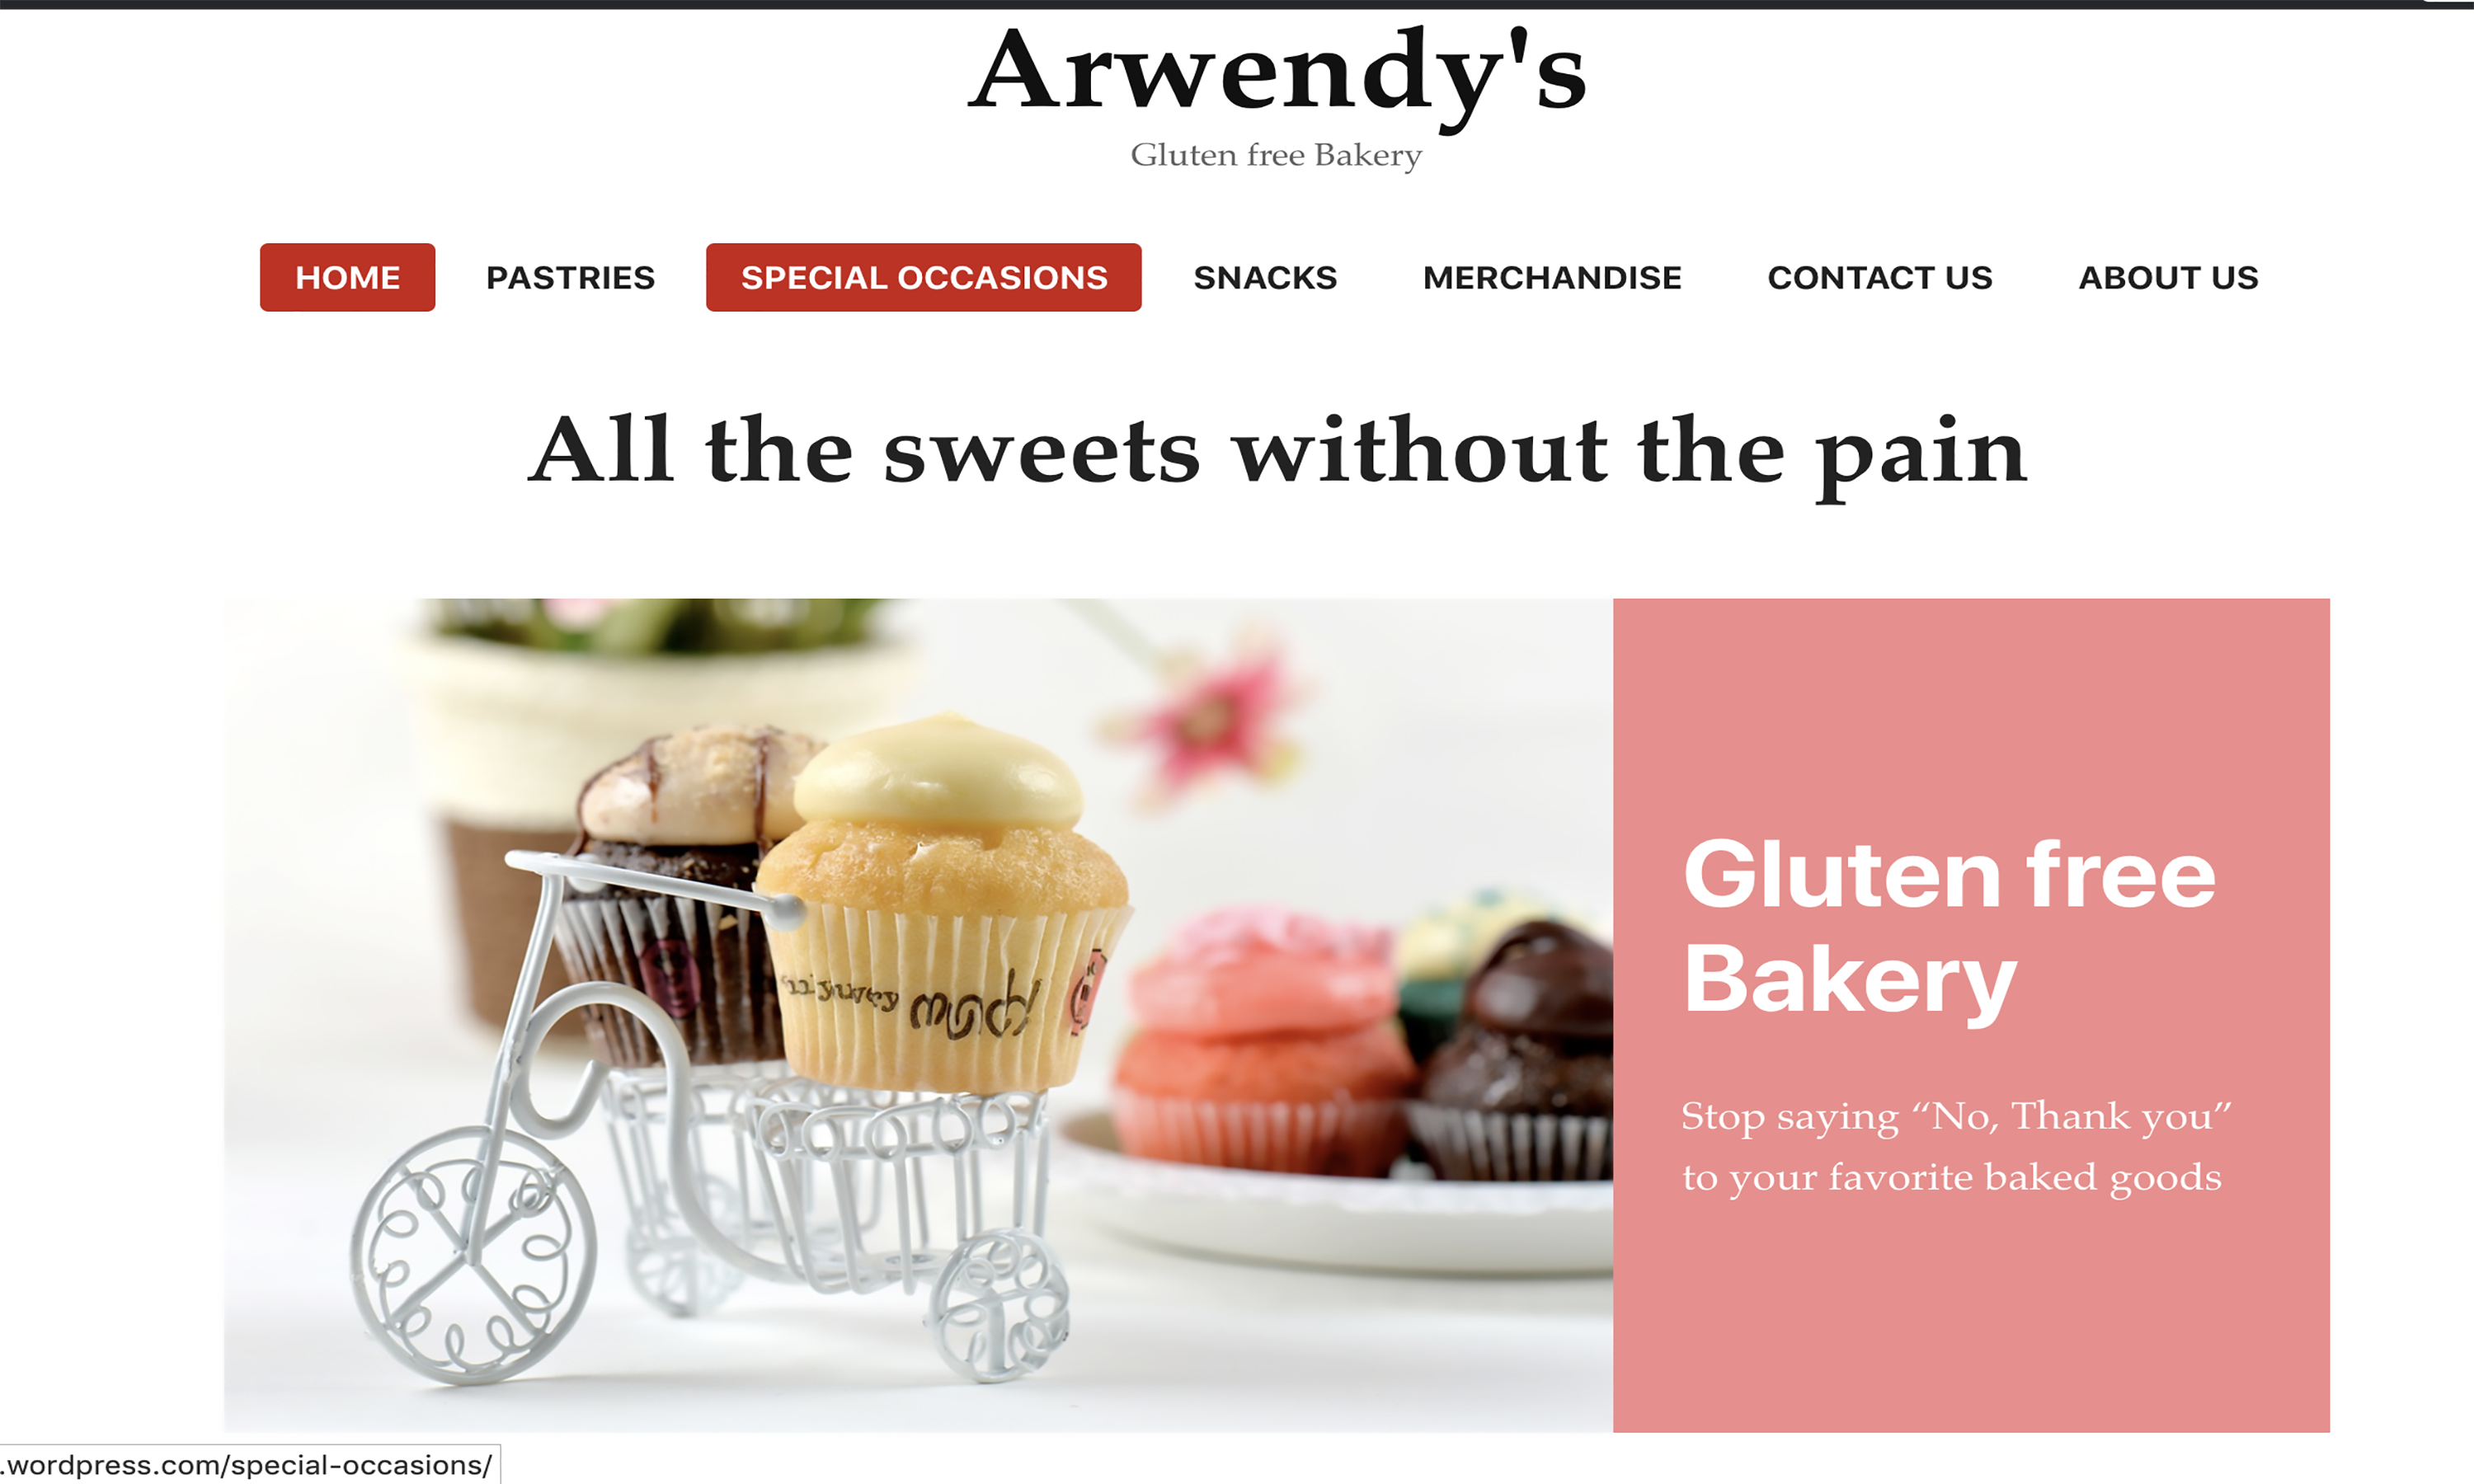 Arwendy's
Gluten free Bakery
HOME PASTRIES SPECIAL OCCASIONS SNACKS MERCHANDISE CONTACT US ABOUT US
All the sweets without the pain
Gluten free
Bakery
Stop saying “No, Thank you”
to your favorite baked goods
.wordpress.com/special-occasions/